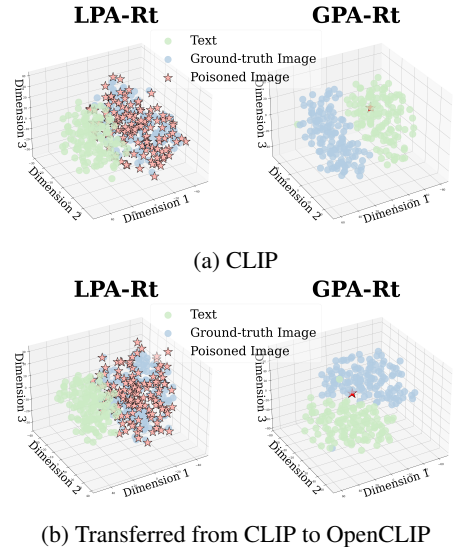 LPA-Rt GPA-Rt
Text
Ground-truth Image
Poisoned Image
Dimension 3
Dimension 2
Dimension 1
Dimension 3
Dimension 2
Dimension 1
(a) CLIP
LPA-Rt GPA-Rt
Text
Ground-truth Image
Poisoned Image
Dimension 3
Dimension 2
Dimension 1
Dimension 3
Dimension 2
Dimension 1
(b) Transferred from CLIP to OpenCLIP